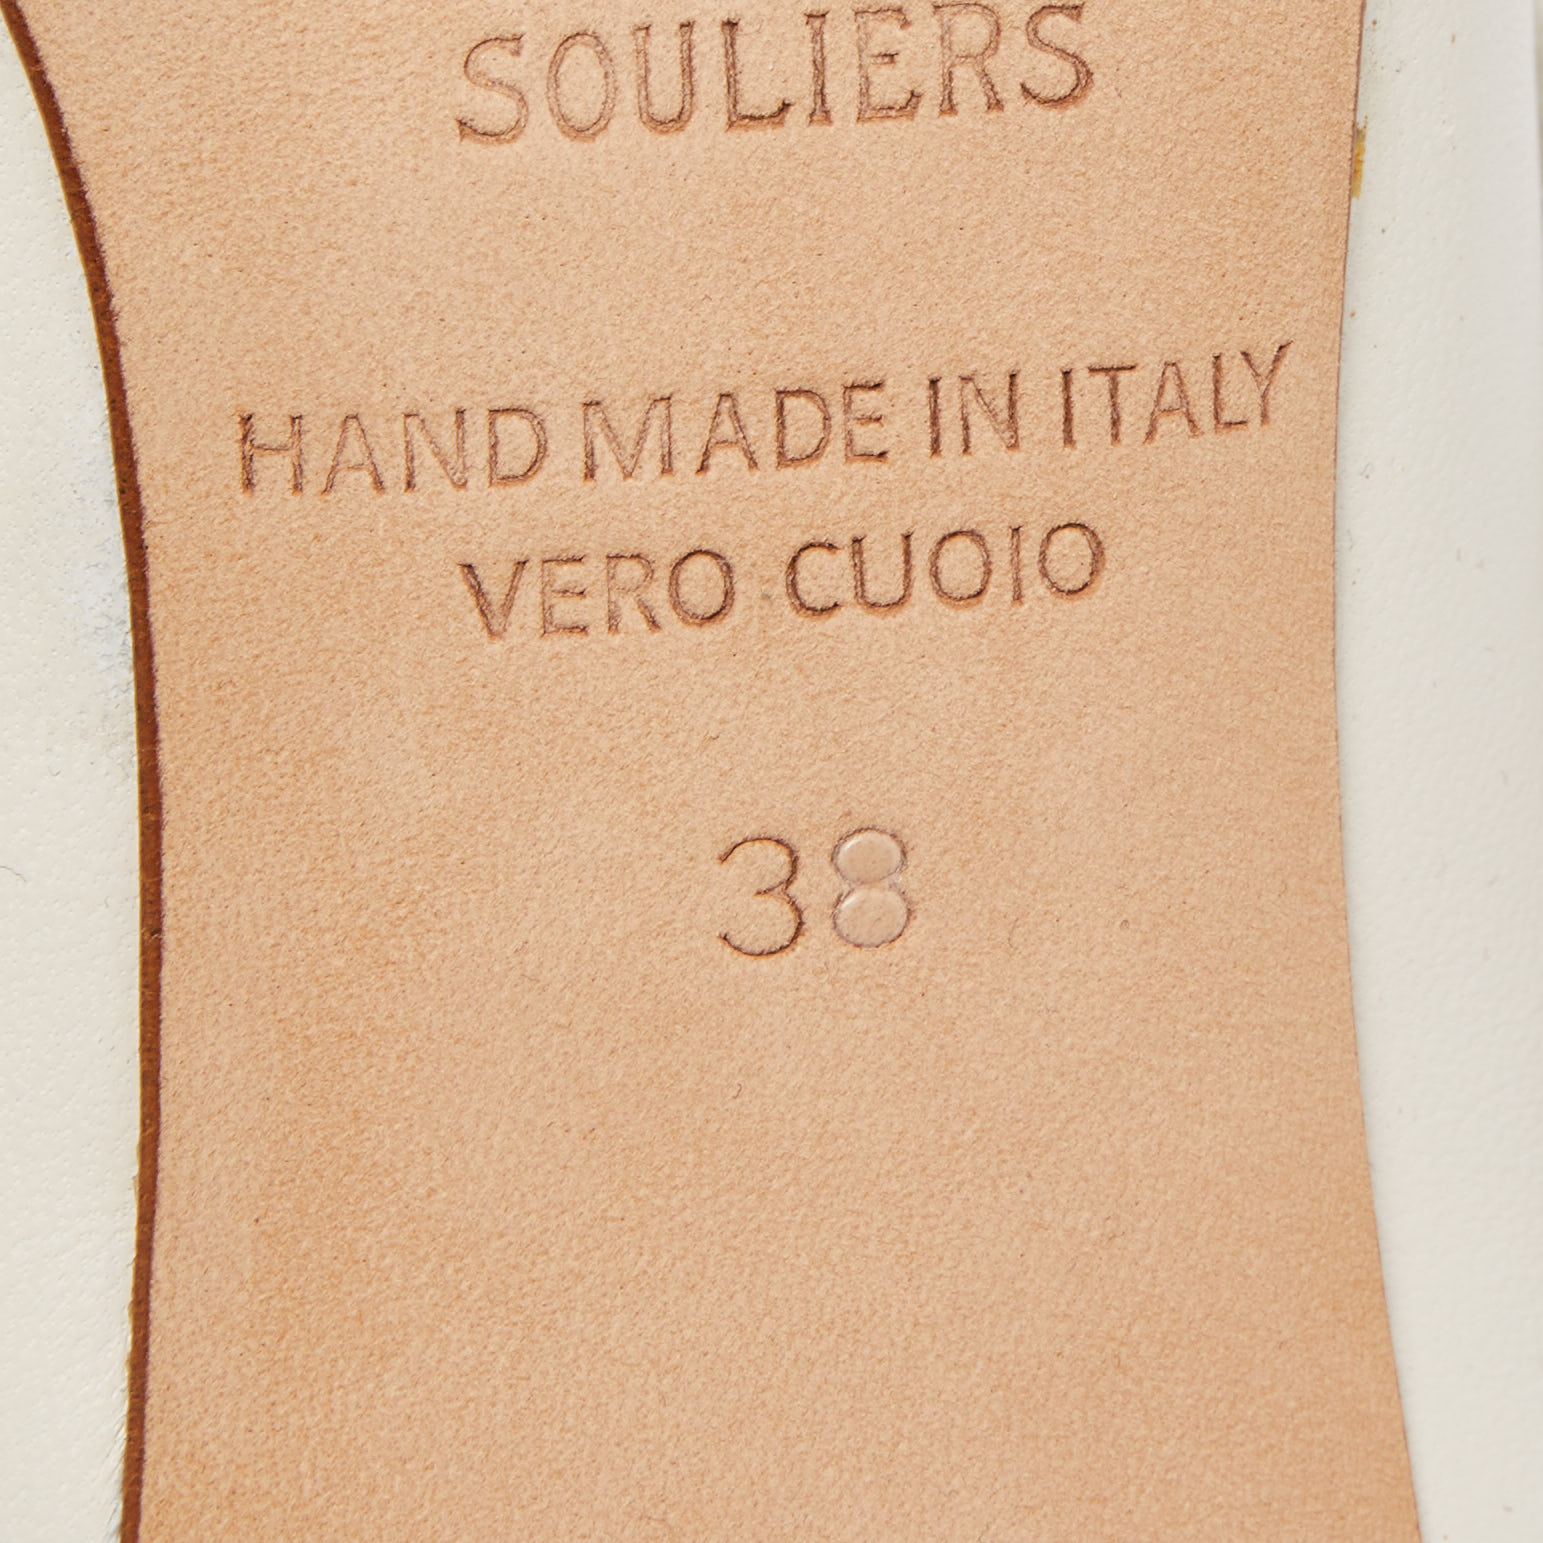 SOULIERS
HAND MADE IN ITALY
VERO CUOIO
38